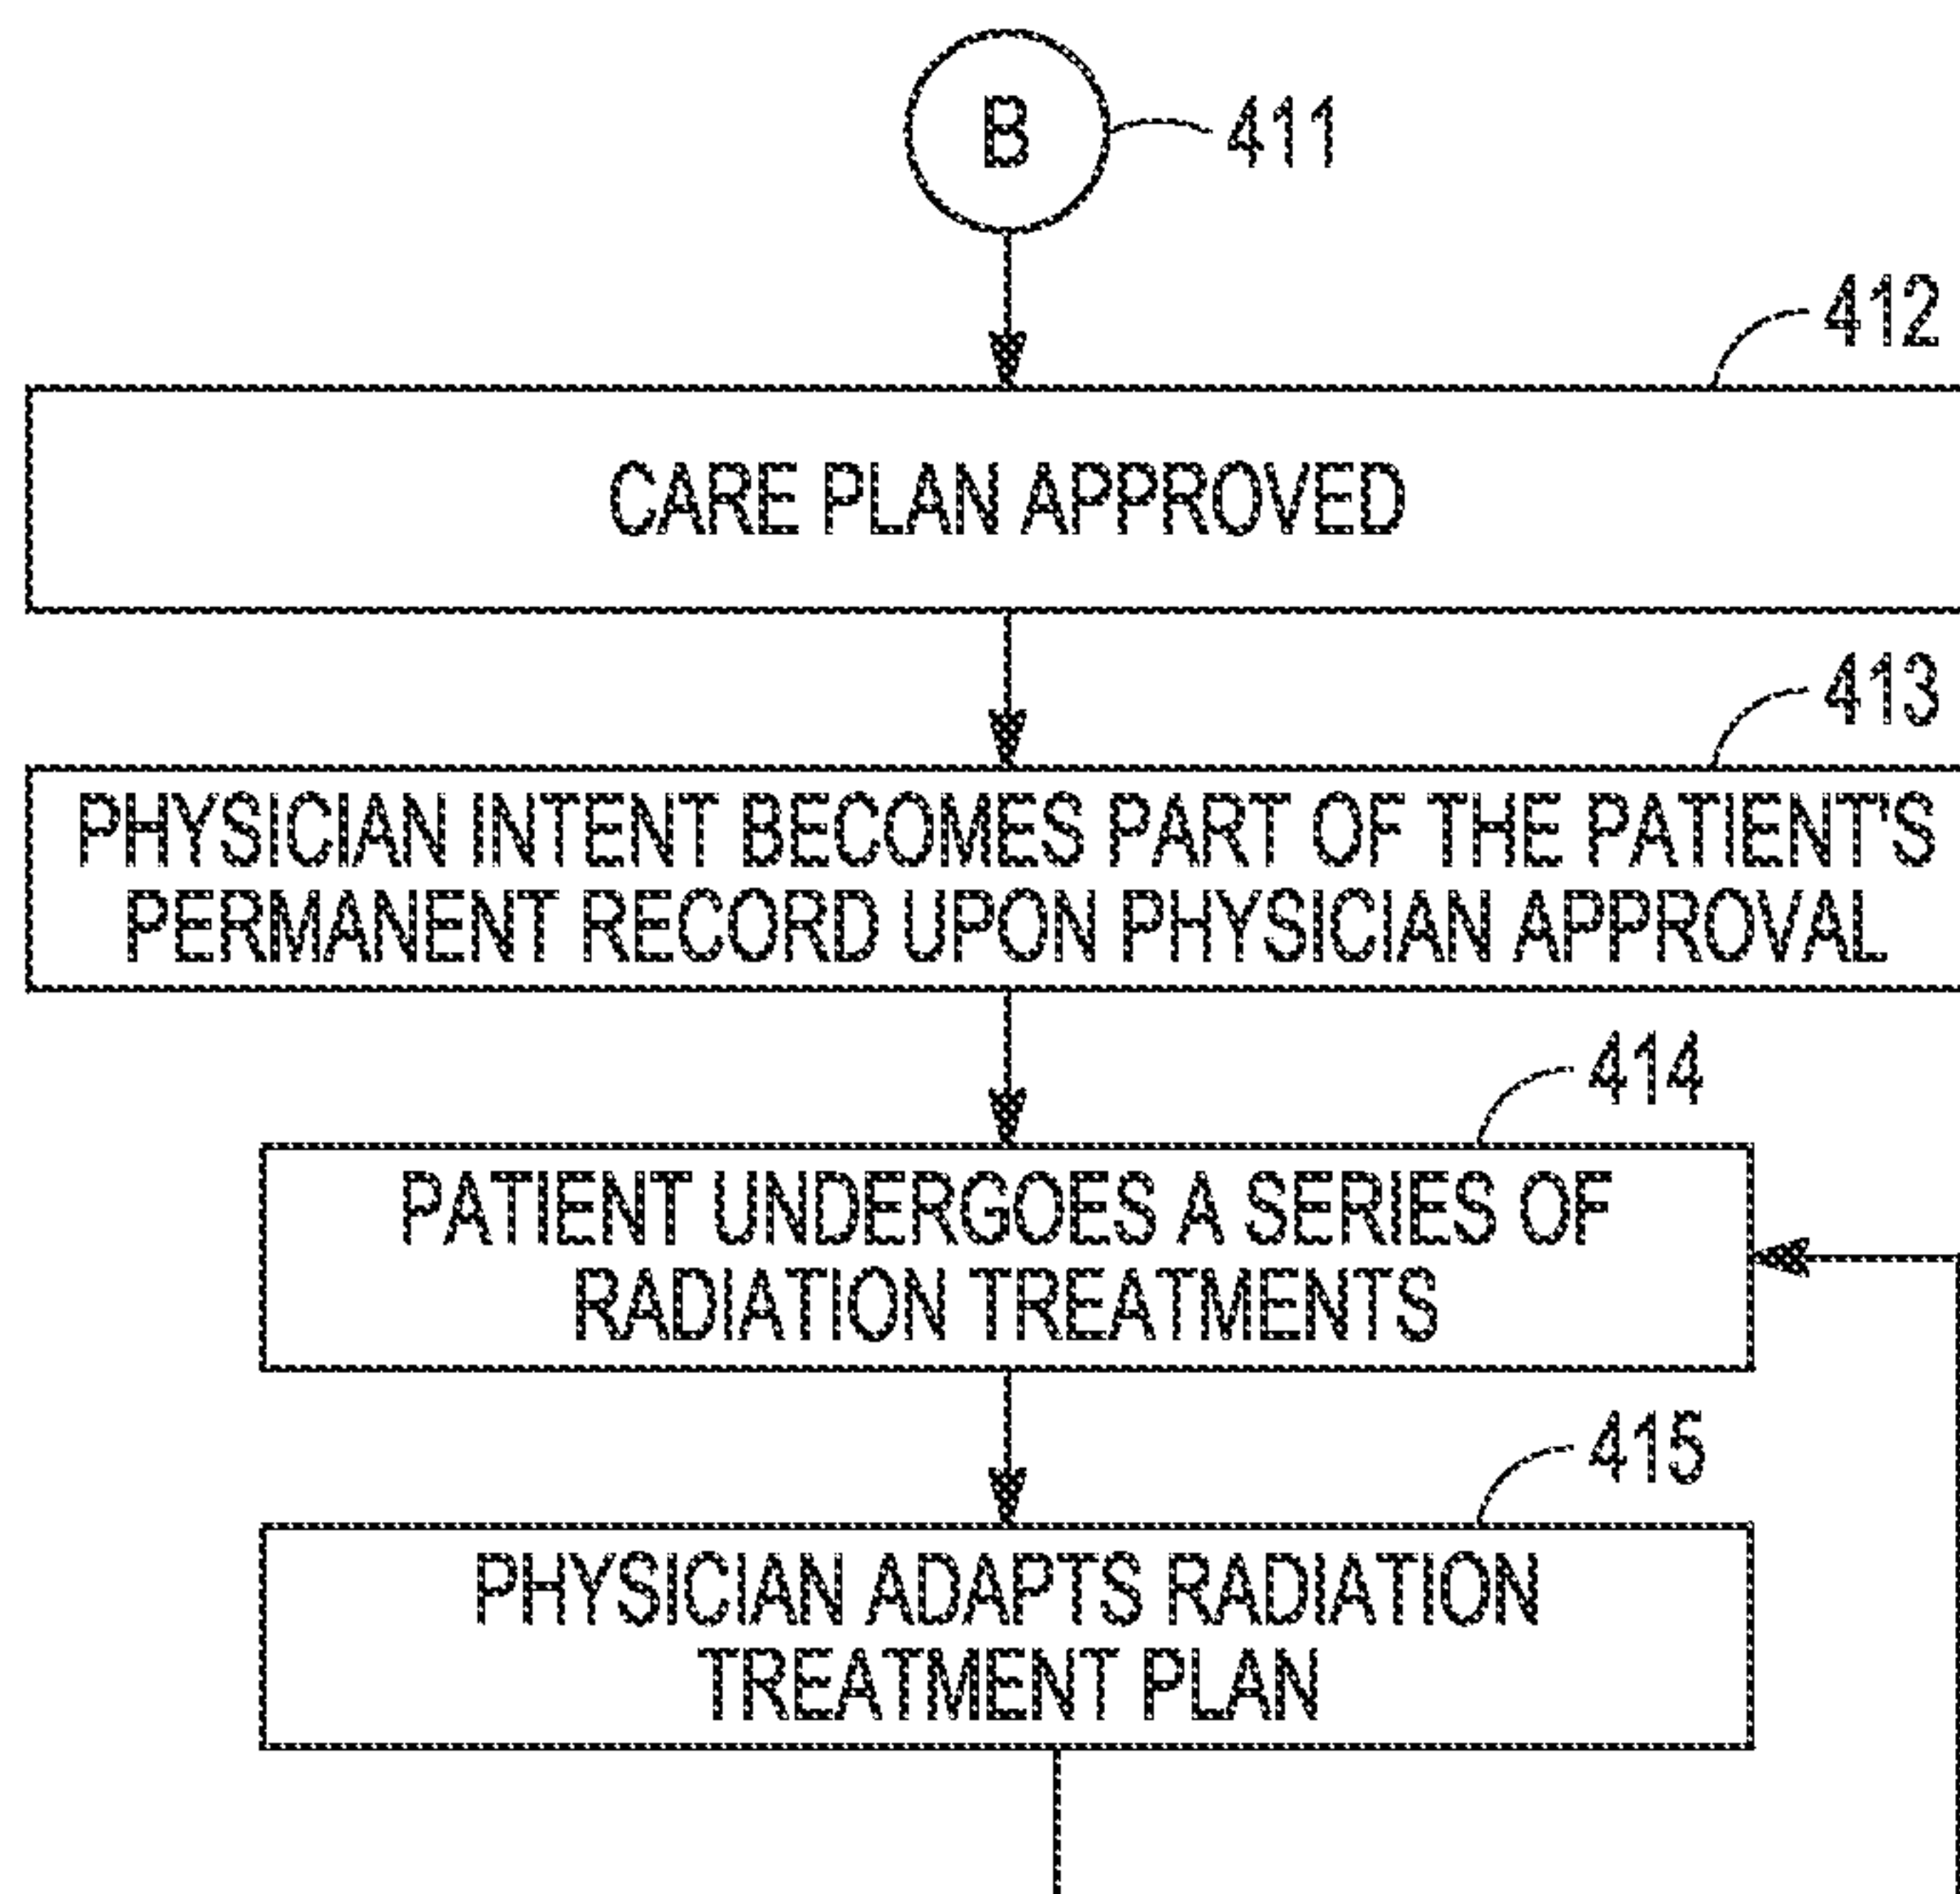 B
411
412
CARE PLAN APPROVED
413
PHYSICIAN INTENT BECOMES PART OF THE PATIENT'S
PERMANENT RECORD UPON PHYSICIAN APPROVAL
414
PATIENT UNDERGOES A SERIES OF
RADIATION TREATMENTS
415
PHYSICIAN ADAPTS RADIATION
TREATMENT PLAN